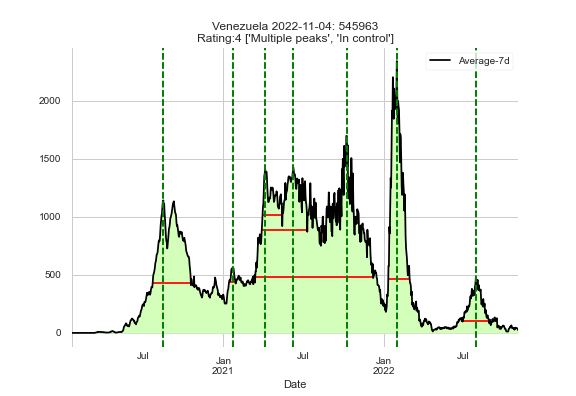 Venezuela 2022-11-04: 545963
Rating:4 ['Multiple peaks', 'In control']
Average-7d
2000
1500
1000
500
0
Jul
Jan
2021
Jul
Jan
2022
Jul
Date